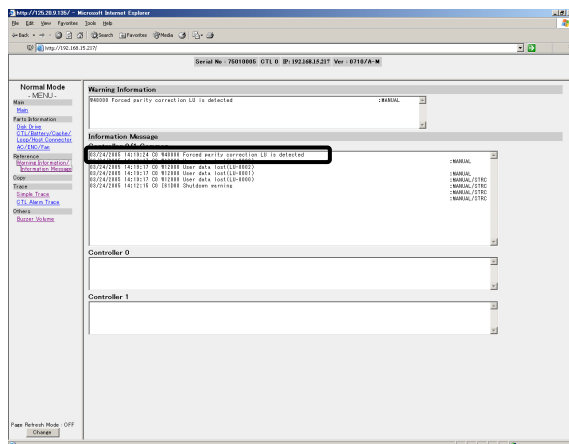 http://125.20.9.135/ - Microsoft Internet Explorer
File Edit View Favorites Tools Help
Back Search Favorites Media
http://192.168.15.237/
Serial No : 75010005 CTL 0 IP: 192.168.15.237 Ver : 0710/A-M
Normal Mode
- MENU -
Main
Main
Parts Information
Disk Drive
CTL/Battery/Cache/
Loop/Host Connector
AC/ENC/Fan
Reference
Warning Information/
Information Message
Copy
Trace
Simple Trace
CTL Alarm Trace
Others
Buzzer Volume
Page Refresh Mode : OFF
Change
Warning Information
Forced parity correction LU is detected :MANUAL
Information Message
Controller 0/1 Common
03/24/2005 14:19:24 C0 Forced parity correction LU is detected
:MANUAL
03/24/2005 14:19:17 C0 User data lost(LU-0002) :MANUAL
03/24/2005 14:19:17 C0 User data lost(LU-0001) :MANUAL/STRC
03/24/2005 14:19:17 C0 User data lost(LU-0000) :MANUAL/STRC
03/24/2005 14:12:15 C0 Shutdown warning :MANUAL/STRC
:MANUAL/STRC
Controller 0
Controller 1